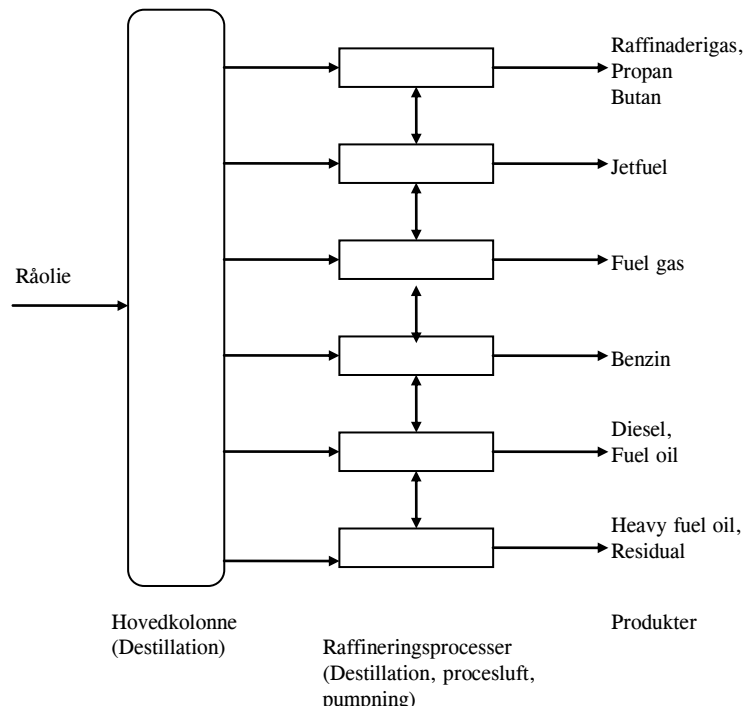 Raffinaderigas,
Propan
Butan
Jetfuel
Fuel gas
Råolie
Benzin
Diesel,
Fuel oil
Heavy fuel oil,
Residual
Hovedkolonne
(Destillation)
Raffineringsprocesser
(Destillation, procesluft,
pumpning)
Produkter